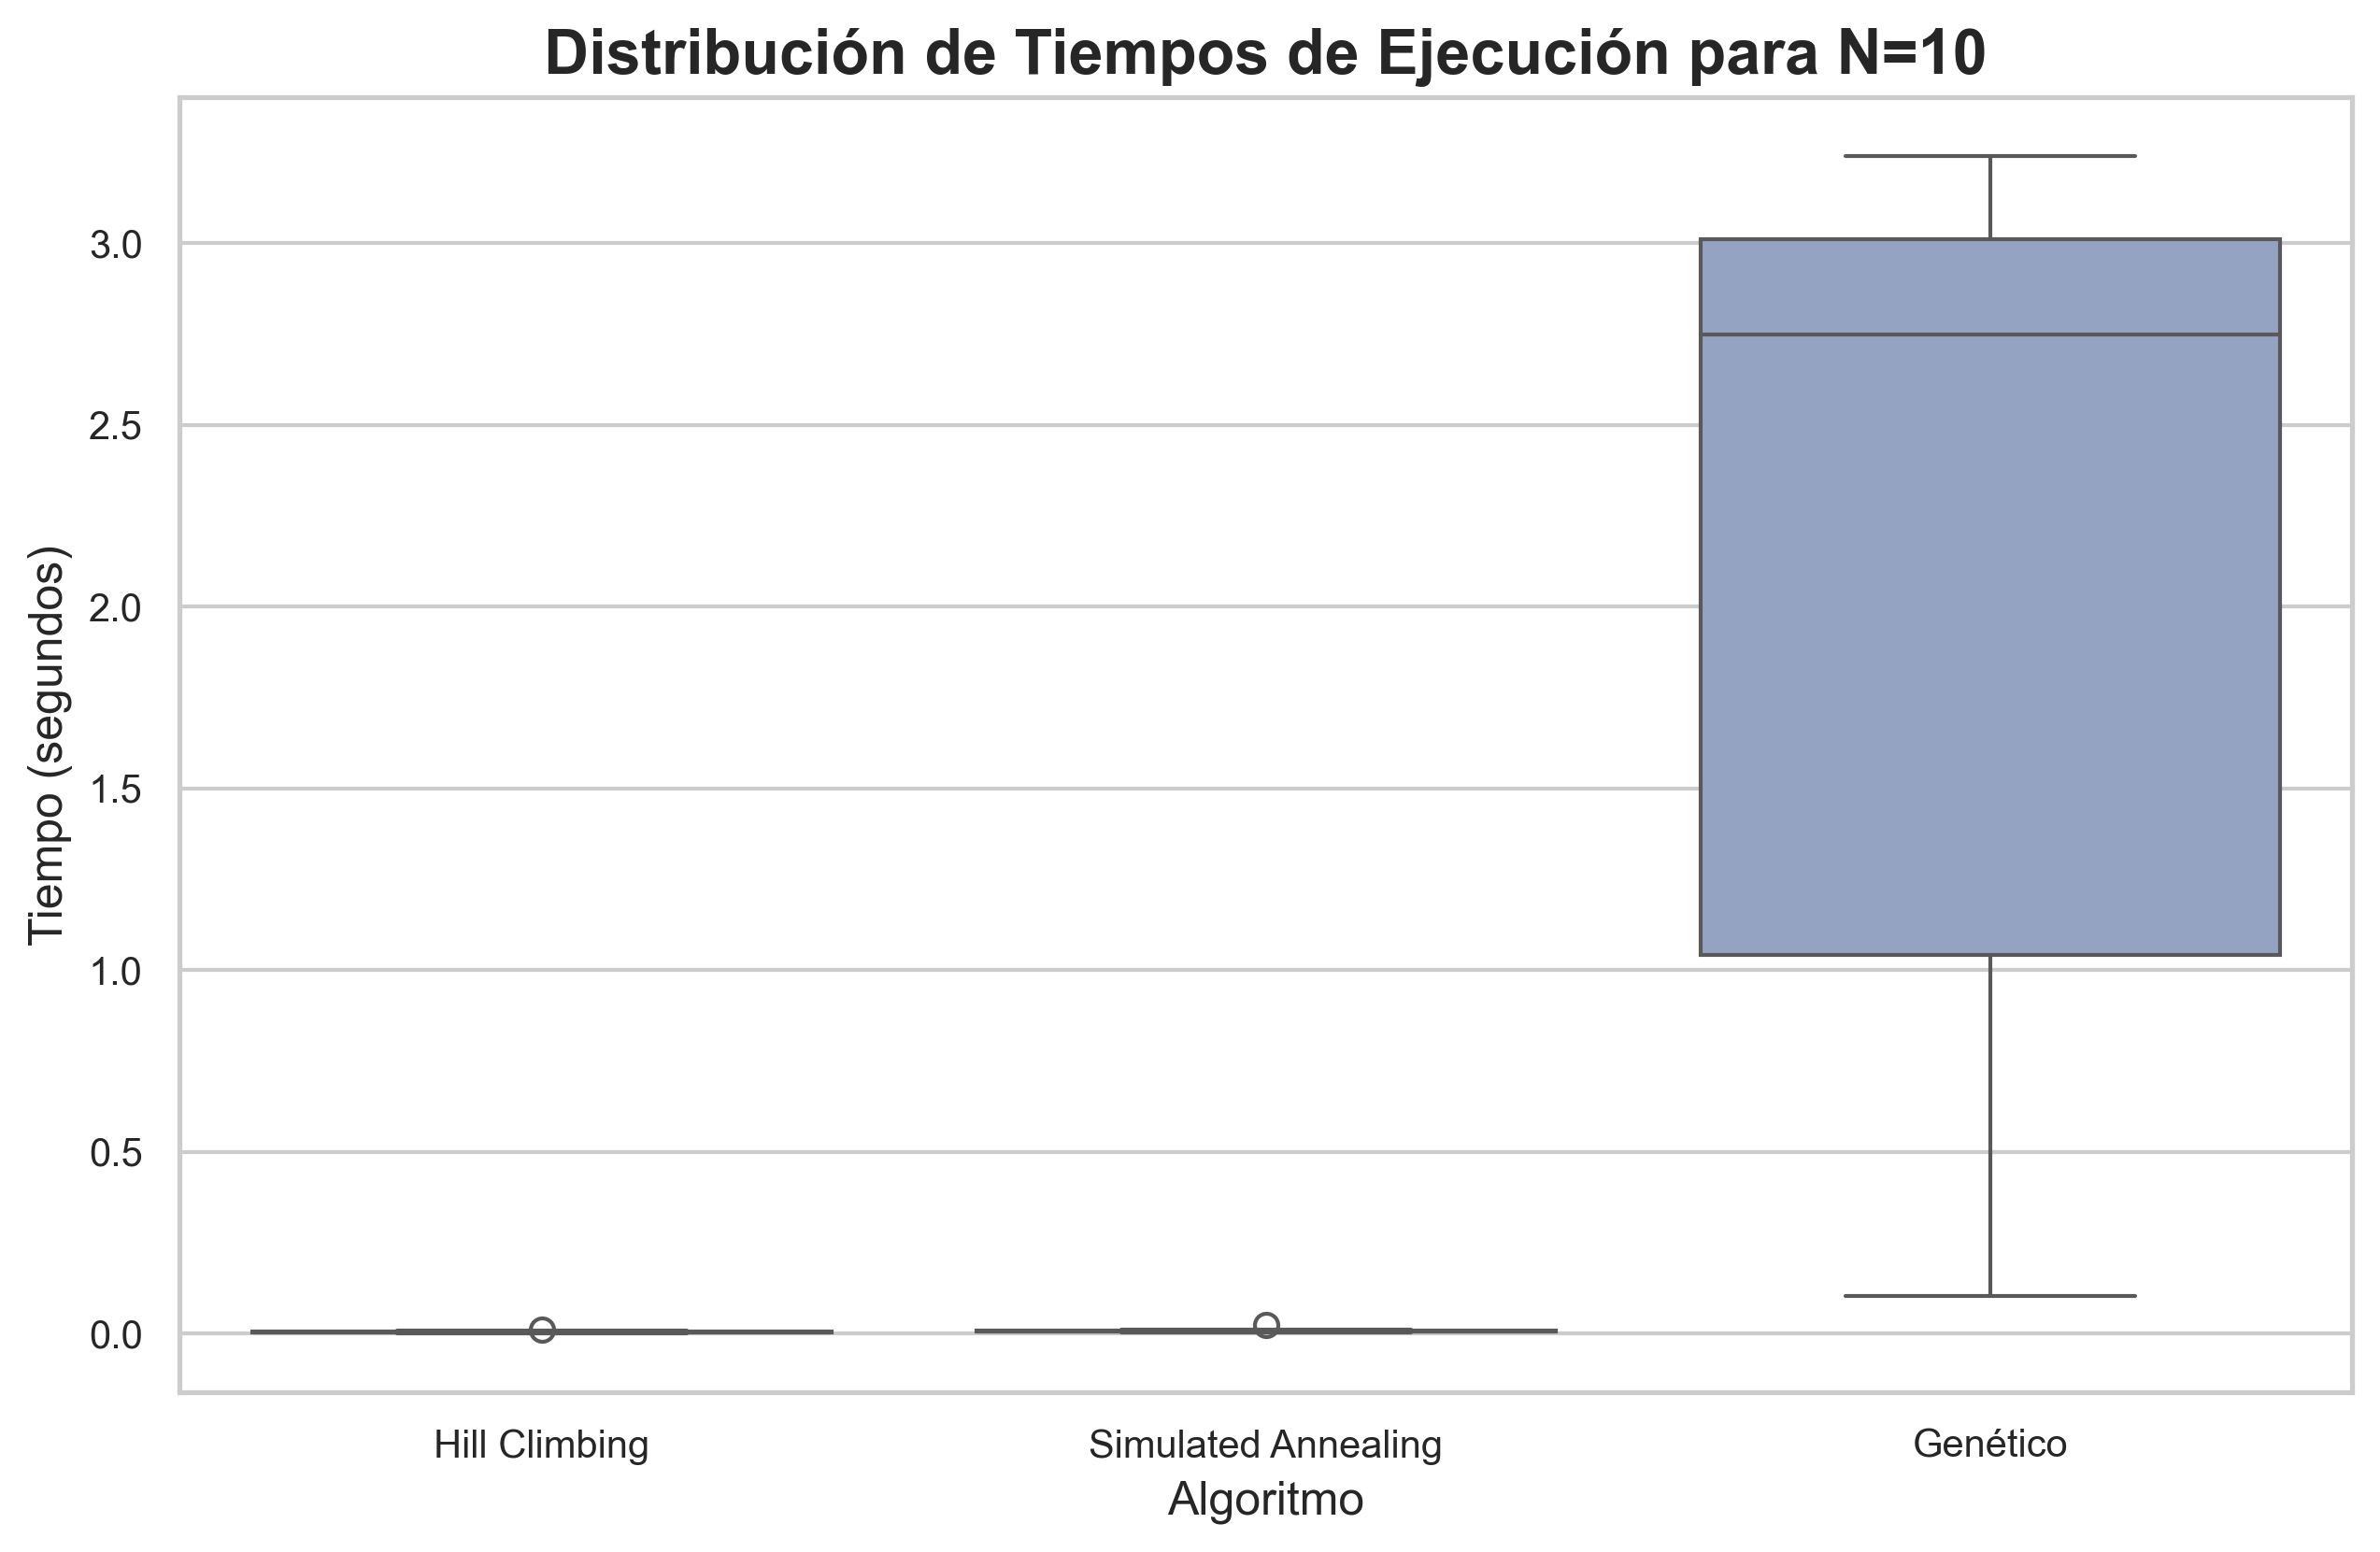 Distribución de Tiempos de Ejecución para N=10
Tiempo (segundos)
3.0
2.5
2.0
1.5
1.0
0.5
0.0
Hill Climbing
Simulated Annealing
Genético
Algoritmo